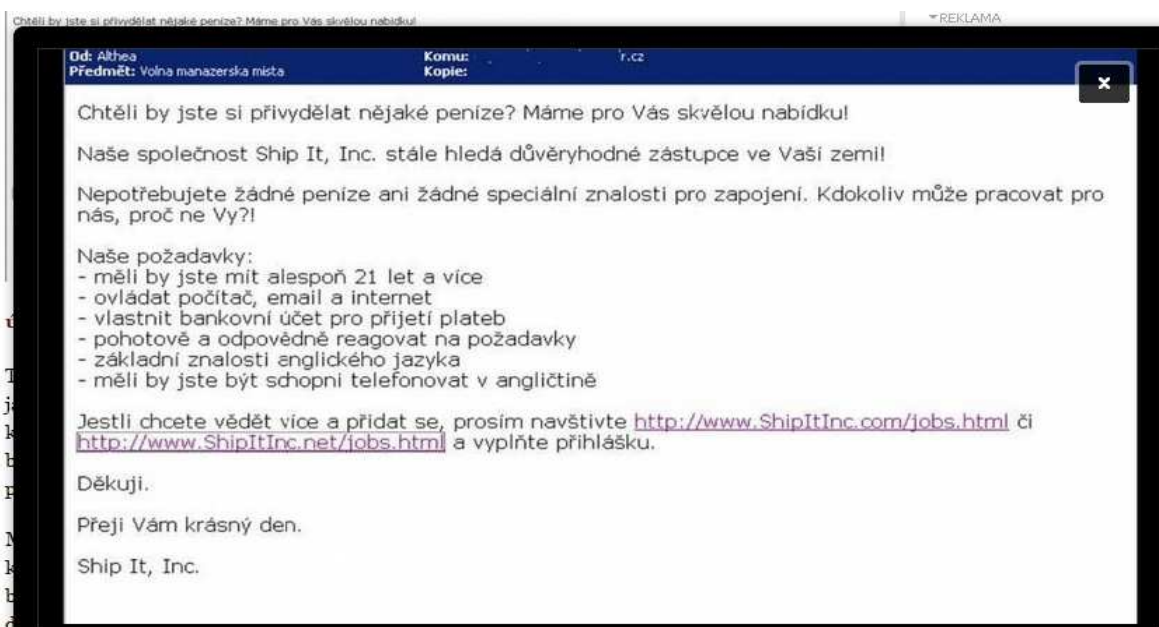 Chtěli by jste si přivydělat nějaké peníze? Máme pro Vás skvělou nabídku!
REKLAMA
Od: Althea
Komu: r.cz
Předmět: Volna manazerska mista
Kopie:
Chtěli by jste si přivydělat nějaké peníze? Máme pro Vás skvělou nabídku!
Naše společnost Ship It, Inc. stále hledá důvěryhodné zástupce ve Vaší zemi!
Nepotřebujete žádné peníze ani žádné speciální znalosti pro zapojení. Kdokoliv může pracovat pro
nás, proč ne Vy?!
Naše požadavky:
- měli by jste mít alespoň 21 let a více
- ovládat počítač, email a internet
- vlastnit bankovní účet pro přijetí plateb
- pohotově a odpovědně reagovat na požadavky
- základní znalosti anglického jazyka
- měli by jste být schopni telefonovat v angličtině
Jestli chcete vědět více a přidat se, prosím navštivte http://www.ShipItInc.com/jobs.html či
http://www.ShipItInc.net/jobs.html a vyplňte přihlášku.
Děkuji.
Přeji Vám krásný den.
Ship It, Inc.